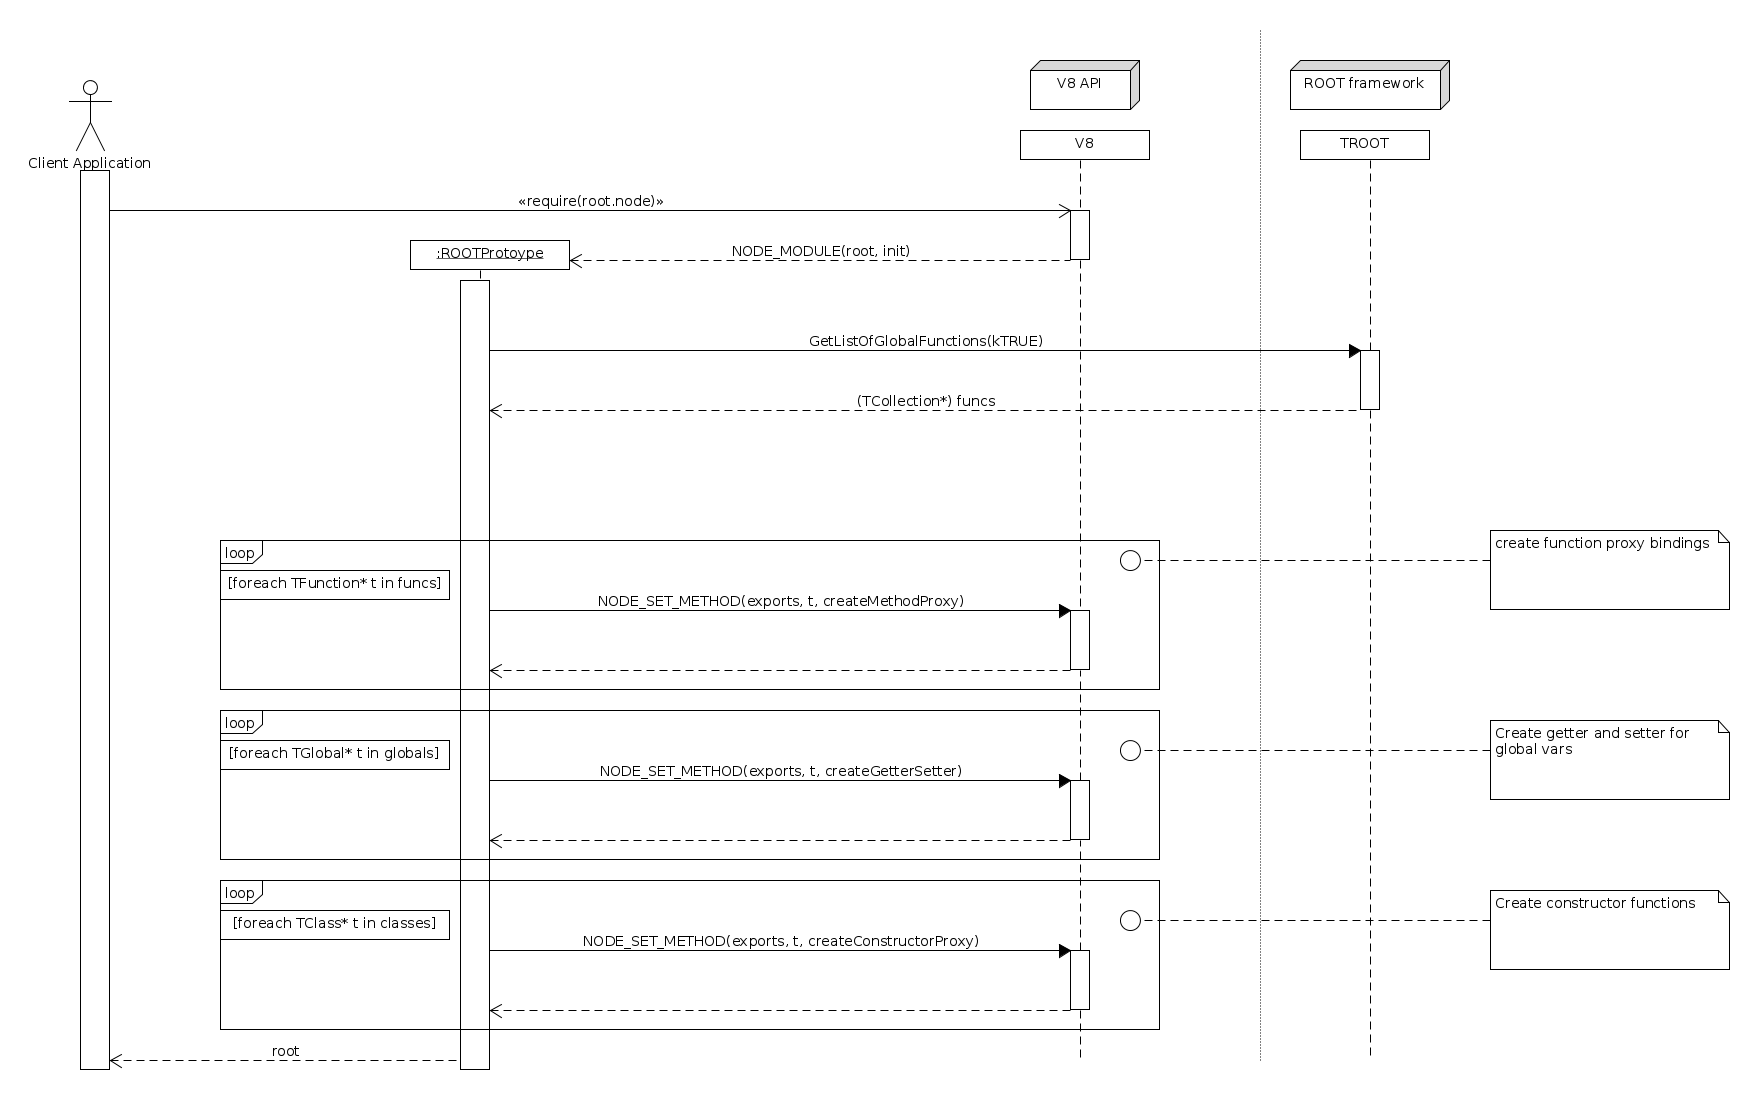 V8 API
ROOT framework
V8
TROOT
Client Application
«require(root.node)»
:ROOTProtoype
NODE_MODULE(root, init)
GetListOfGlobalFunctions(kTRUE)
(TCollection*) funcs
loop
create function proxy bindings
[foreach TFunction* t in funcs]
NODE_SET_METHOD(exports, t, createMethodProxy)
loop
Create getter and setter for
global vars
[foreach TGlobal* t in globals]
NODE_SET_METHOD(exports, t, createGetterSetter)
loop
Create constructor functions
[foreach TClass* t in classes]
NODE_SET_METHOD(exports, t, createConstructorProxy)
root